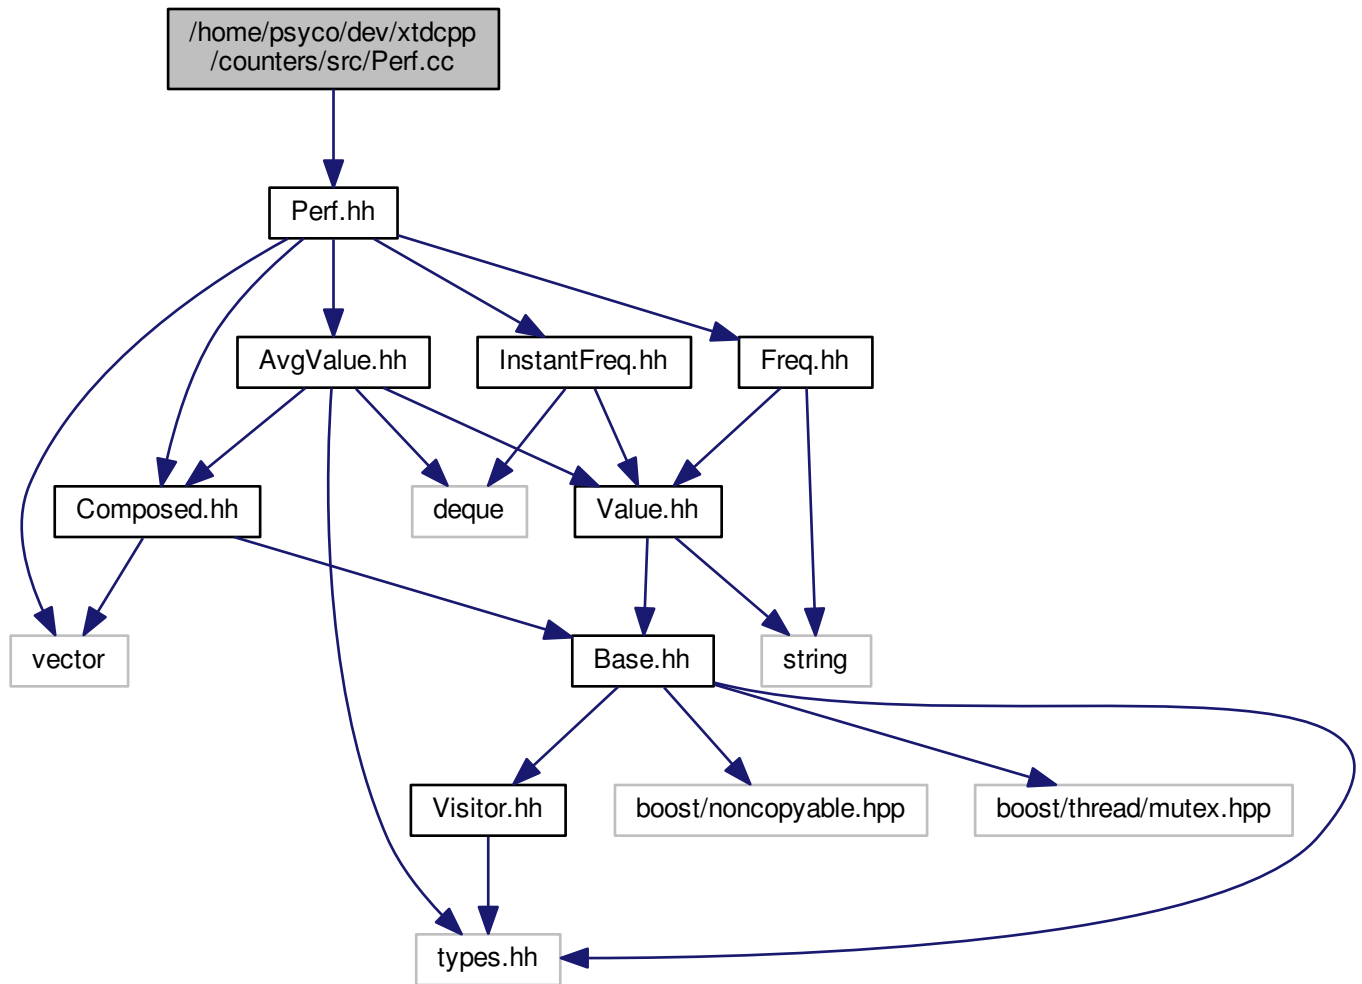 /home/psyco/dev/xtdcpp
/counters/src/Perf.cc
Perf.hh
AvgValue.hh
InstantFreq.hh
Freq.hh
Composed.hh
deque
Value.hh
vector
Base.hh
string
Visitor.hh
boost/noncopyable.hpp
boost/thread/mutex.hpp
types.hh